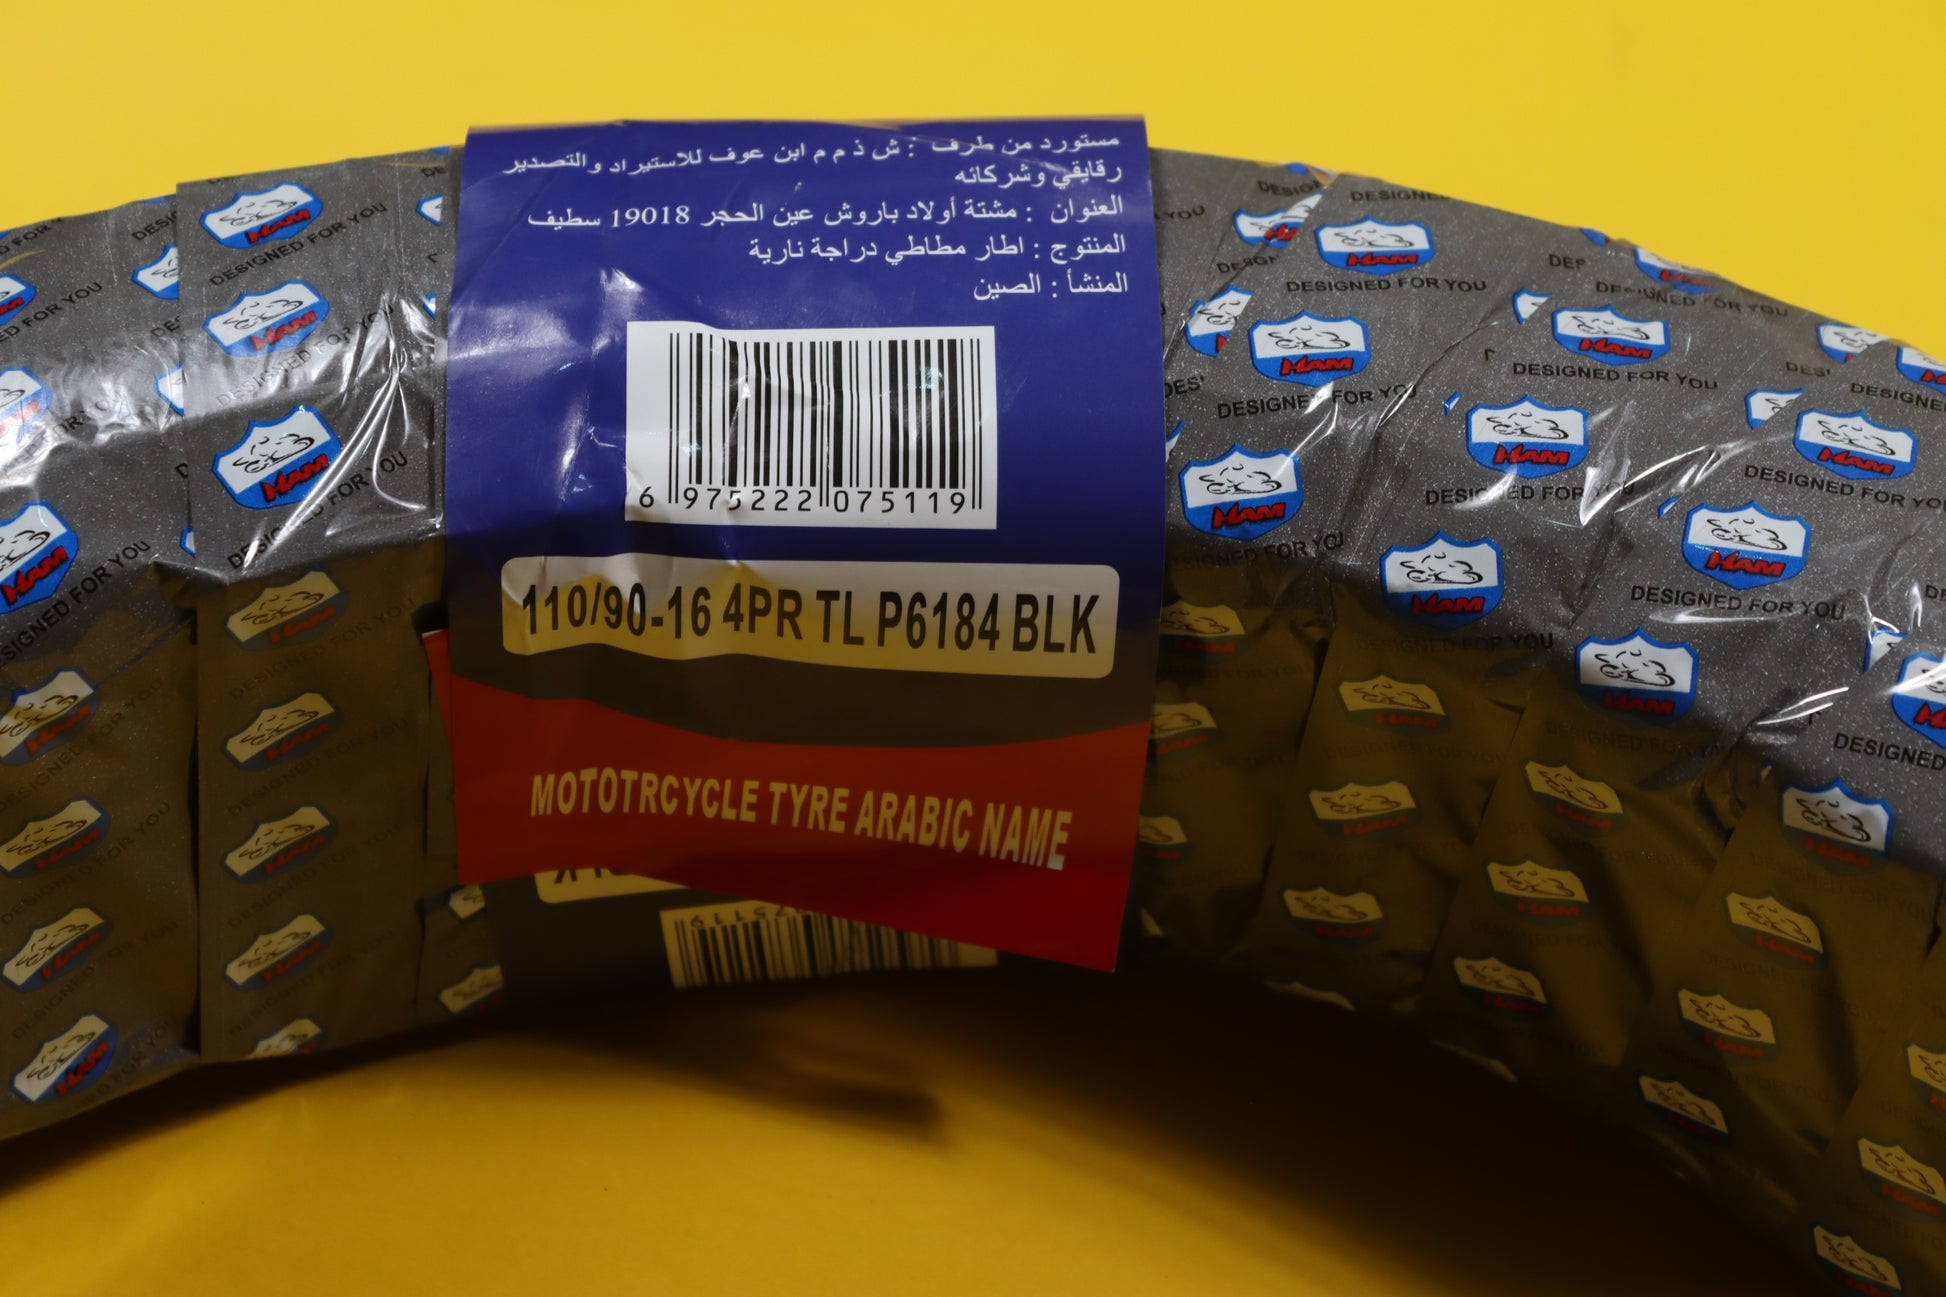 مستورد من طرف : ش ذ م م ابن عوف للاستيراد والتصدير
رقايقي وشركائه
العنوان : مشتة أولاد باروش عين الحجر 19018 سطيف
المنتوج : اطار مطاطي دراجة نارية
المنشأ : الصين
6 975222 075119
110/90-16 4PR TL P6184 BLK
MOTOTRCYCLE TYRE ARABIC NAME
HAM
DESIGNED FOR YOU